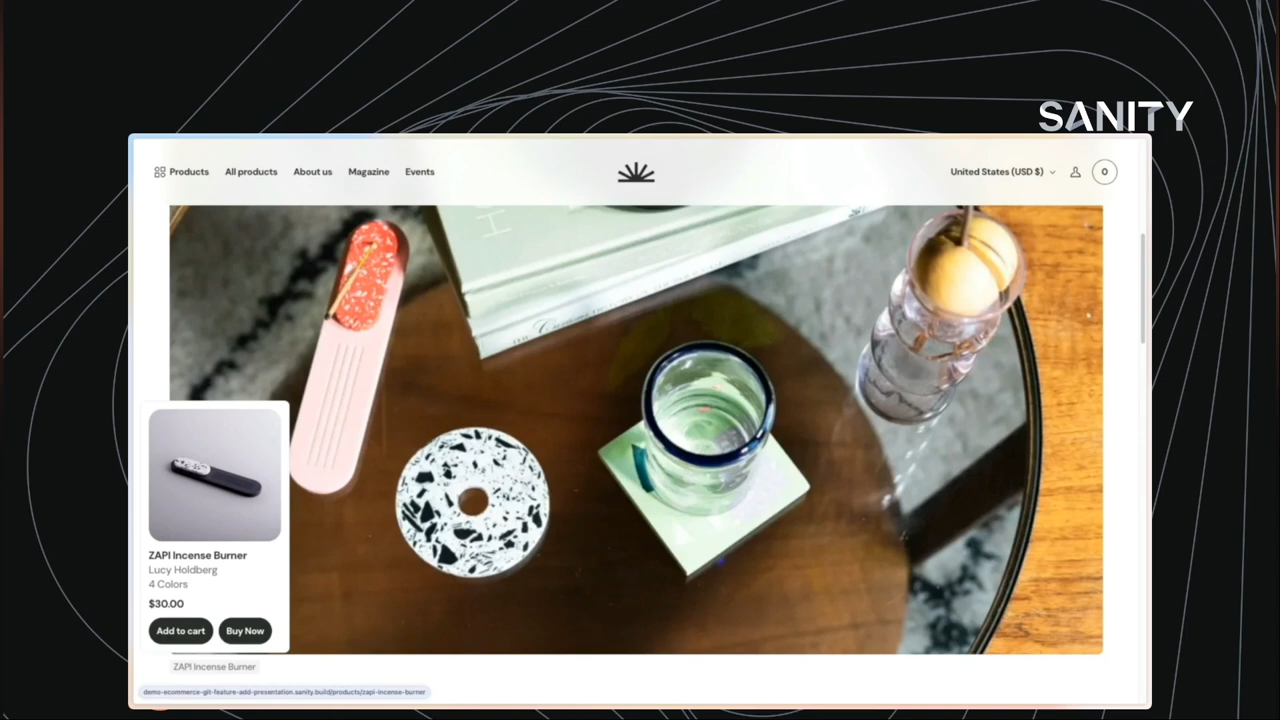 SANITY
Products All products About us Magazine Events United States (USD $) 0
ZAPI Incense Burner
Lucy Holdberg
4 Colors
$30.00
Add to cart Buy Now
ZAPI Incense Burner
demo-ecommerce-git-feature-add-presentation.sanity.build/products/zapi-incense-burner